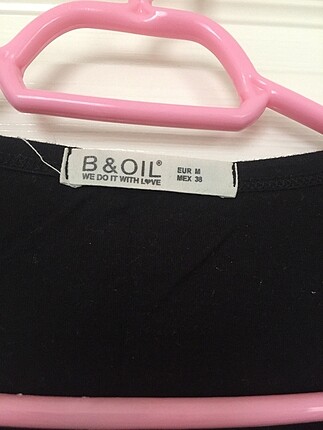 B & OIL®
WE DO IT WITH LOVE
EUR M
MEX 38